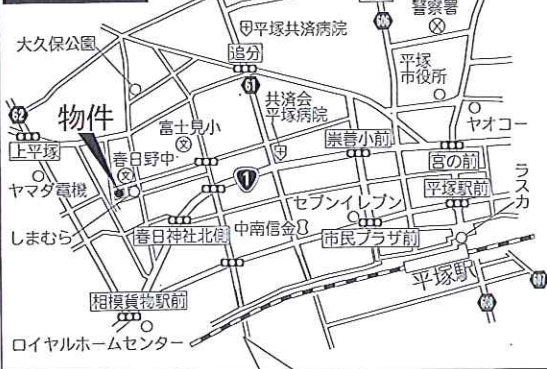 警察署
606
平塚共済病院
大久保公園
追分
平塚
市役所
61
共済会
平塚病院
ヤオコー
62
物件
富士見小
崇善小前
上平塚
春日野中
宮の前
1
ヤマダ電機
セブンイレブン
平塚駅前
ラスカ
しまむら
春日神社北側
中南信金
市民プラザ前
平塚駅
相模貨物駅前
607
608
ロイヤルホームセンター